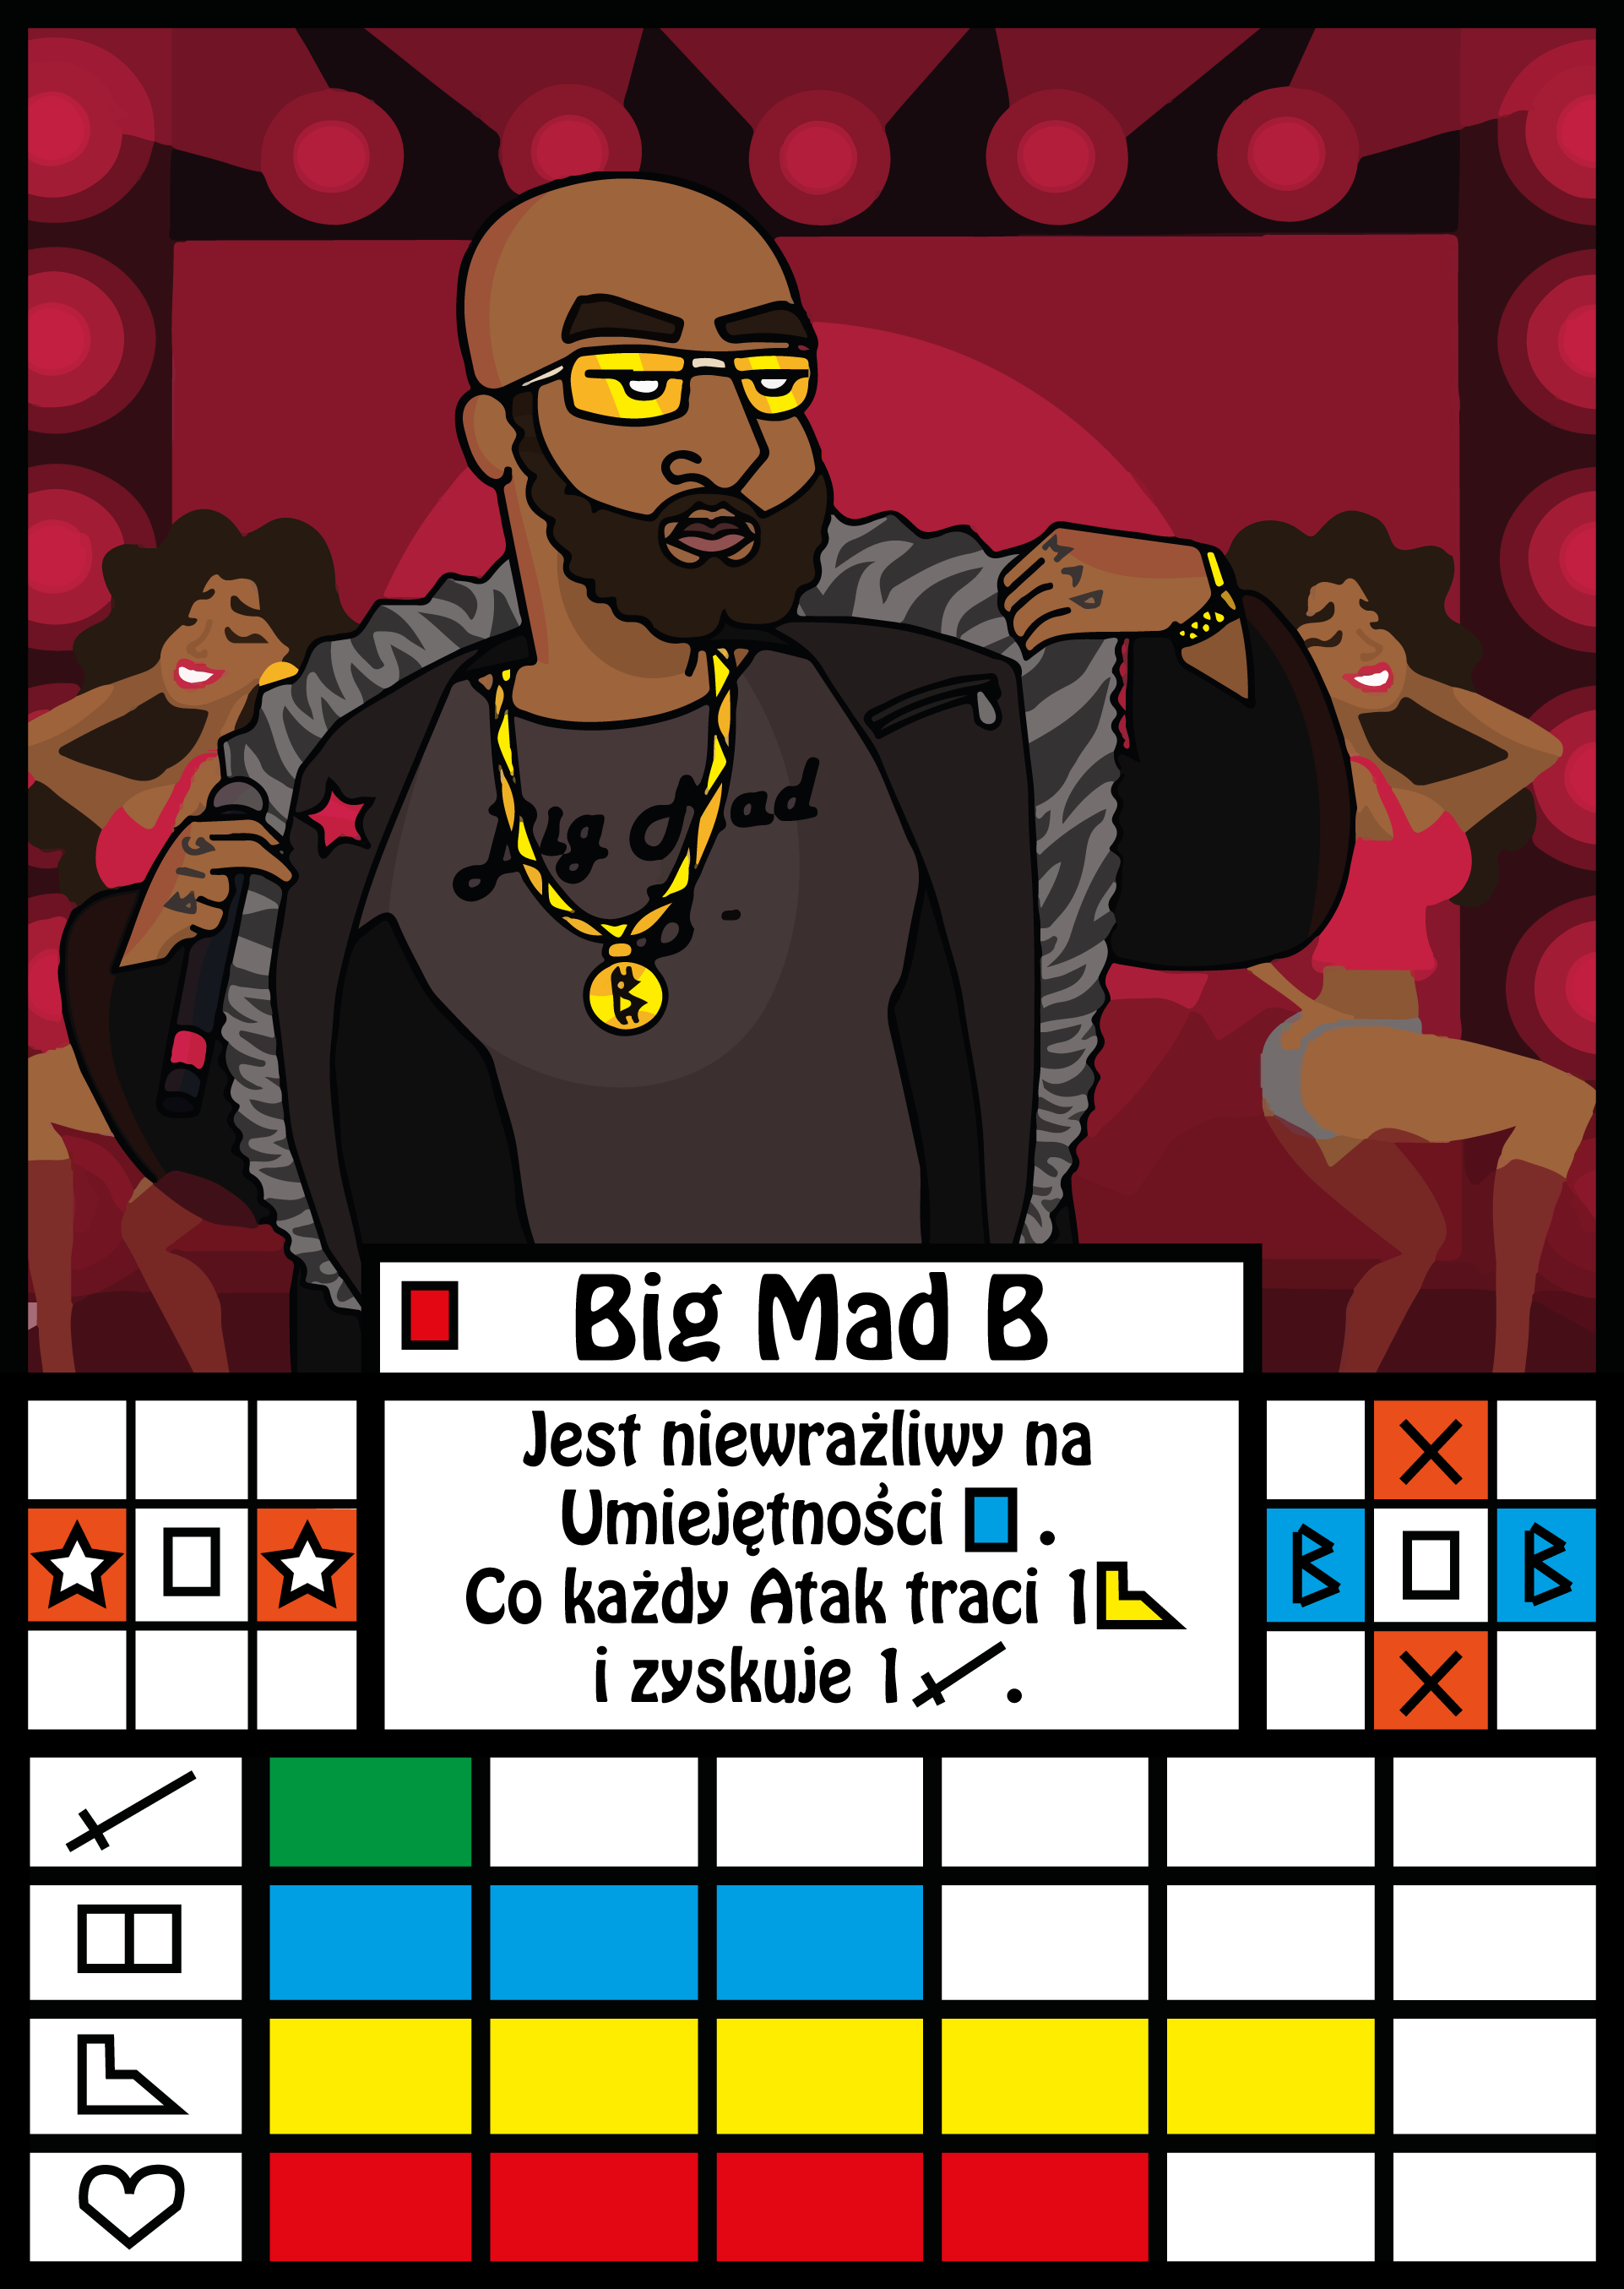 Big Mad
B
Big Mad B
Jest niewrażliwy na
Umiejętności .
Co każdy Atak traci 1
i zyskuje 1 .
B B